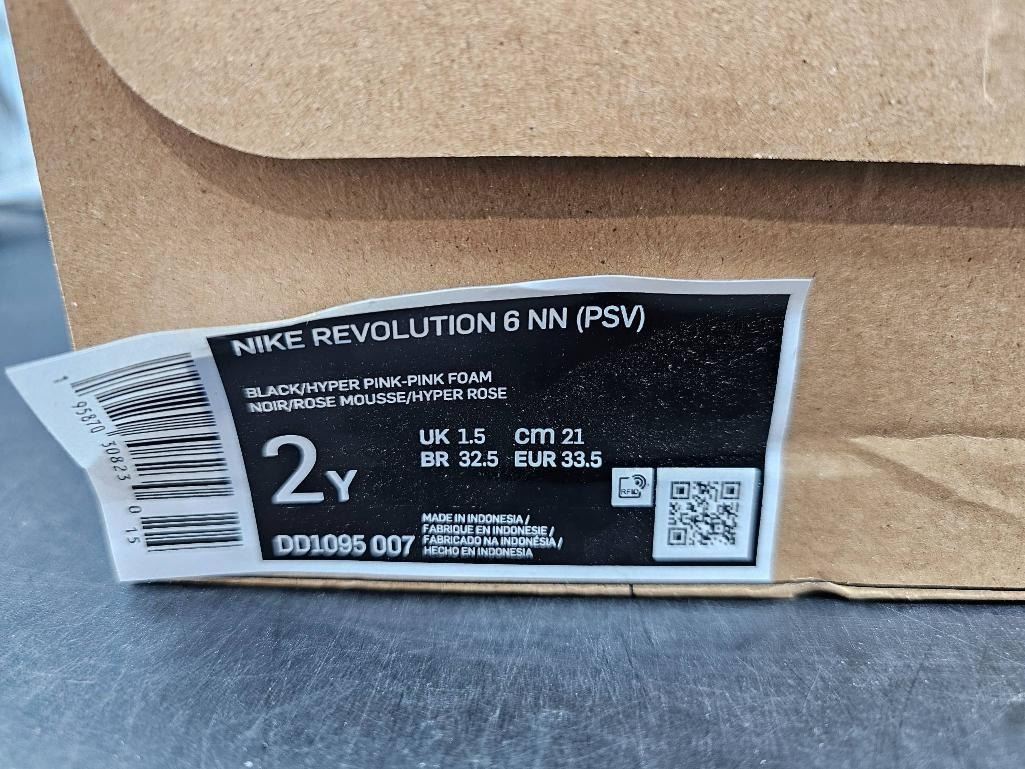 NIKE REVOLUTION 6 NN (PSV)
BLACK/HYPER PINK-PINK FOAM
NOIR/ROSE MOUSSE/HYPER ROSE
2Y
UK 1.5 cm 21
BR 32.5 EUR 33.5
RFID
DD1095 007
MADE IN INDONESIA /
FABRIQUE EN INDONESIE /
FABRICADO NA INDONÉSIA /
HECHO EN INDONESIA
1 95870 30823 0 15